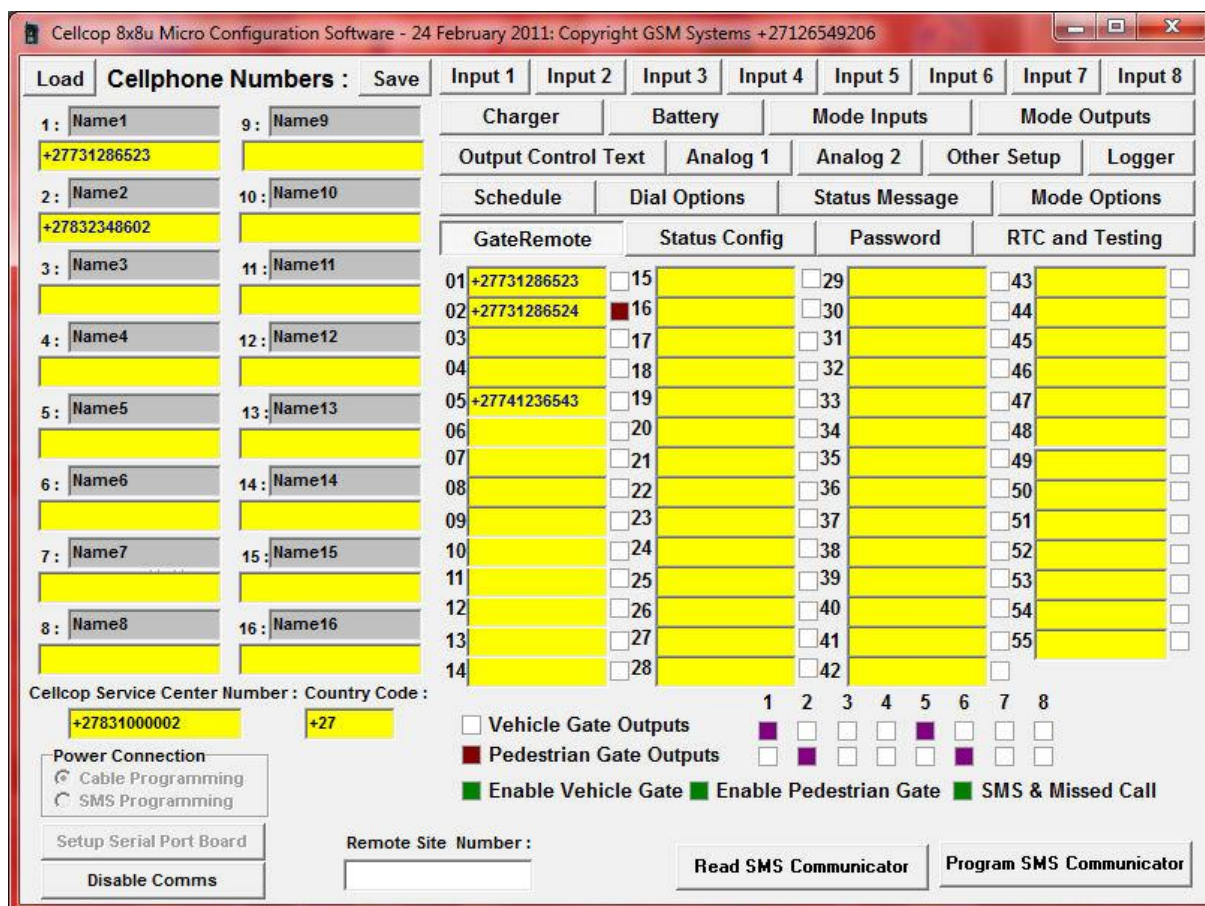 Cellcop 8x8u Micro Configuration Software - 24 February 2011: Copyright GSM Systems +27126549206
Load Cellphone Numbers : Save
1 : Name1 9 : Name9
+27731286523
2 : Name2 10 : Name10
+27832348602
3 : Name3 11 : Name11
4 : Name4 12 : Name12
5 : Name5 13 : Name13
6 : Name6 14 : Name14
7 : Name7 15 : Name15
8 : Name8 16 : Name16
Cellcop Service Center Number : Country Code :
+27831000002 +27
Power Connection
Cable Programming
SMS Programming
Setup Serial Port Board
Disable Comms
Remote Site Number :
Input 1 Input 2 Input 3 Input 4 Input 5 Input 6 Input 7 Input 8
Charger Battery Mode Inputs Mode Outputs
Output Control Text Analog 1 Analog 2 Other Setup Logger
Schedule Dial Options Status Message Mode Options
GateRemote Status Config Password RTC and Testing
01 +27731286523 15 29 43
02 +27731286524 16 30 44
03 17 31 45
04 18 32 46
05 +27741236543 19 33 47
06 20 34 48
07 21 35 49
08 22 36 50
09 23 37 51
10 24 38 52
11 25 39 53
12 26 40 54
13 27 41 55
14 28 42
1 2 3 4 5 6 7 8
Vehicle Gate Outputs
Pedestrian Gate Outputs
Enable Vehicle Gate Enable Pedestrian Gate SMS & Missed Call
Read SMS Communicator Program SMS Communicator